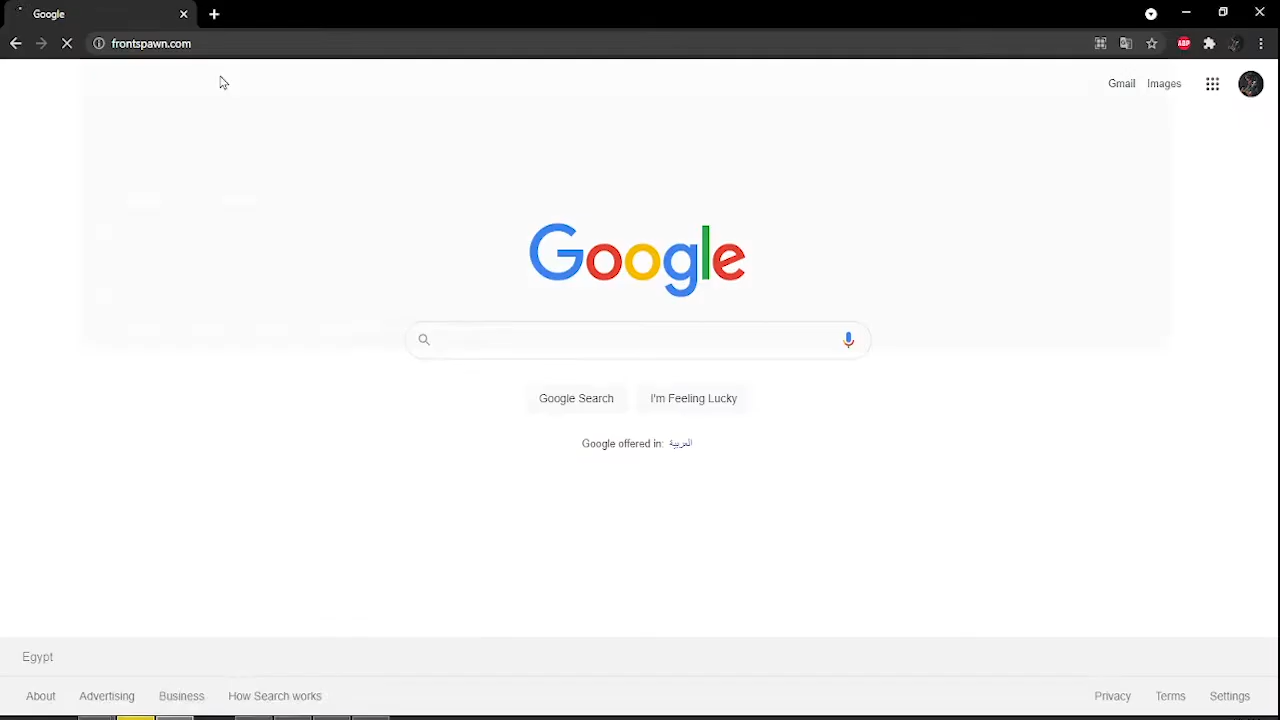 Google
frontspawn.com
ABP
Gmail Images
Google
Google Search I'm Feeling Lucky
Google offered in: العربية
Egypt
About Advertising Business How Search works Privacy Terms Settings